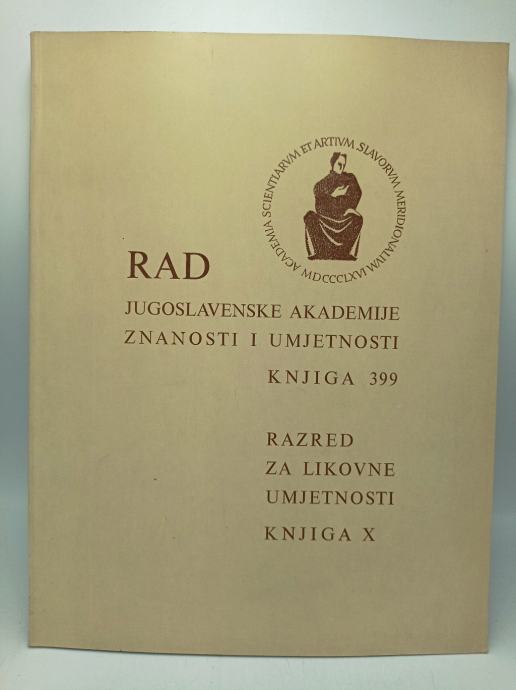 ACADEMIA SCIENTIARVM ET ARTIVM SLAVORVM MERIDIONALIVM
MDCCCLXVI
RAD
JUGOSLAVENSKE AKADEMIJE
ZNANOSTI I UMJETNOSTI
KNJIGA 399
RAZRED
ZA LIKOVNE
UMJETNOSTI
KNJIGA X